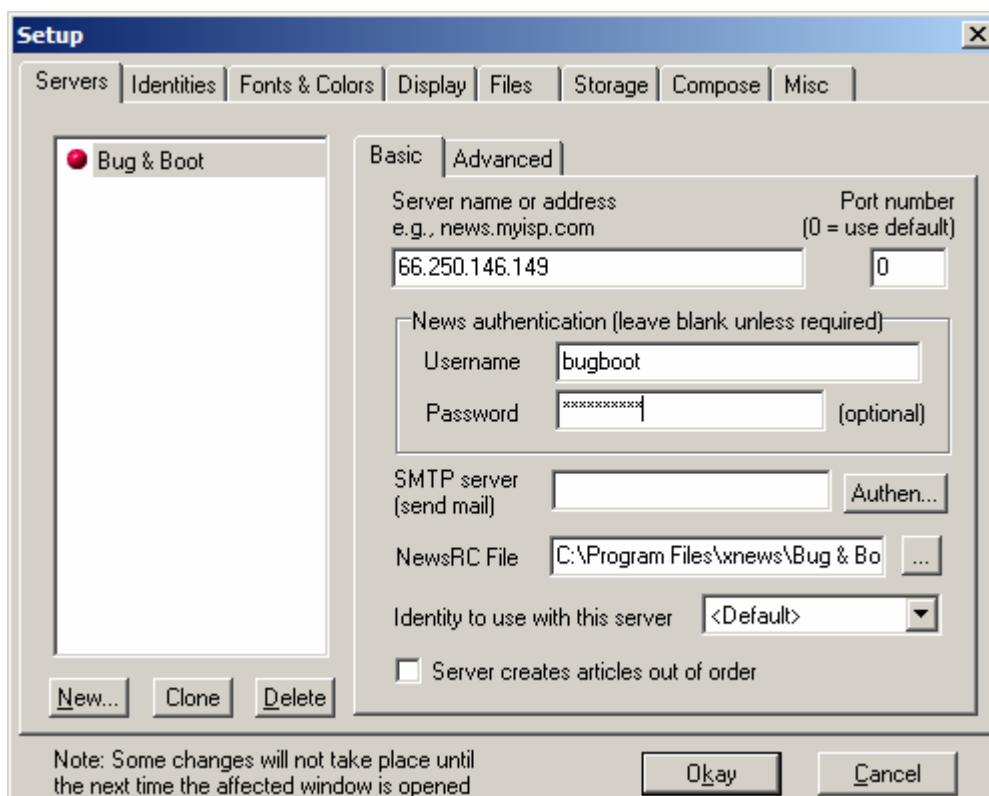 Setup
Servers Identities Fonts & Colors Display Files Storage Compose Misc
Bug & Boot
Basic Advanced
Server name or address
e.g., news.myisp.com
Port number
(0 = use default)
66.250.146.149
0
News authentication (leave blank unless required)
Username bugboot
Password ********** (optional)
SMTP server
(send mail)
Authen...
NewsRC File C:\Program Files\xnews\Bug & Bo ...
Identity to use with this server <Default>
Server creates articles out of order
New... Clone Delete
Note: Some changes will not take place until
the next time the affected window is opened
Okay Cancel